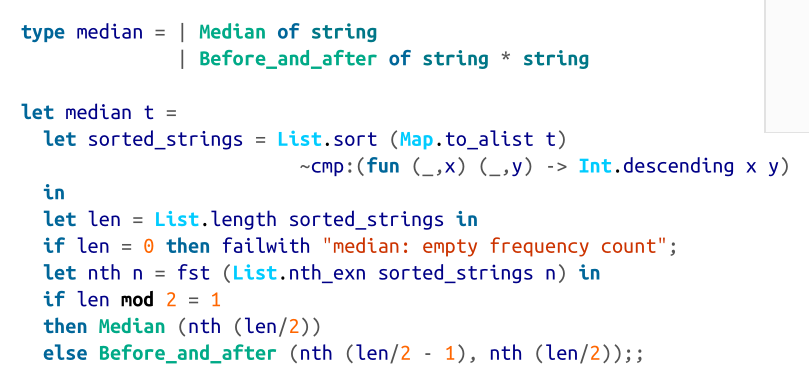 type median = | Median of string
              | Before_and_after of string * string

let median t =
  let sorted_strings = List.sort (Map.to_alist t)
                         ~cmp:(fun (_,x) (_,y) -> Int.descending x y)
  in
  let len = List.length sorted_strings in
  if len = 0 then failwith "median: empty frequency count";
  let nth n = fst (List.nth_exn sorted_strings n) in
  if len mod 2 = 1
  then Median (nth (len/2))
  else Before_and_after (nth (len/2 - 1), nth (len/2));;